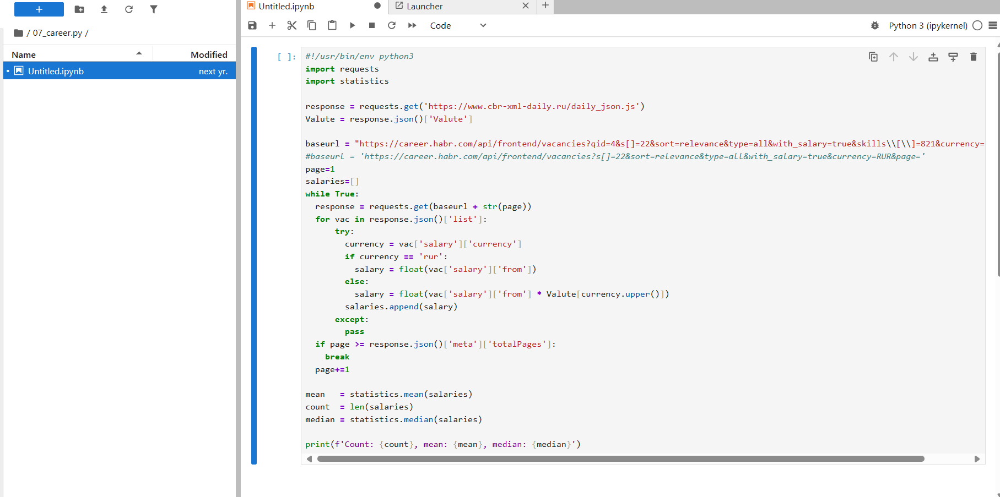 / 07_career.py /
Name Modified
Untitled.ipynb next yr.
Untitled.ipynb
Launcher
Code
Python 3 (ipykernel)
[ ]:
#!/usr/bin/env python3
import requests
import statistics
response = requests.get('https://www.cbr-xml-daily.ru/daily_json.js')
Valute = response.json()['Valute']
baseurl = "https://career.habr.com/api/frontend/vacancies?qid=4&s[]=22&sort=relevance&type=all&with_salary=true&skills\\[\\]=821&currency=
#baseurl = 'https://career.habr.com/api/frontend/vacancies?s[]=22&sort=relevance&type=all&with_salary=true&currency=RUR&page='
page=1
salaries=[]
while True:
  response = requests.get(baseurl + str(page))
  for vac in response.json()['list']:
      try:
        currency = vac['salary']['currency']
        if currency == 'rur':
          salary = float(vac['salary']['from'])
        else:
          salary = float(vac['salary']['from'] * Valute[currency.upper()])
        salaries.append(salary)
      except:
        pass
  if page >= response.json()['meta']['totalPages']:
    break
  page+=1
mean   = statistics.mean(salaries)
count  = len(salaries)
median = statistics.median(salaries)
print(f'Count: {count}, mean: {mean}, median: {median}')